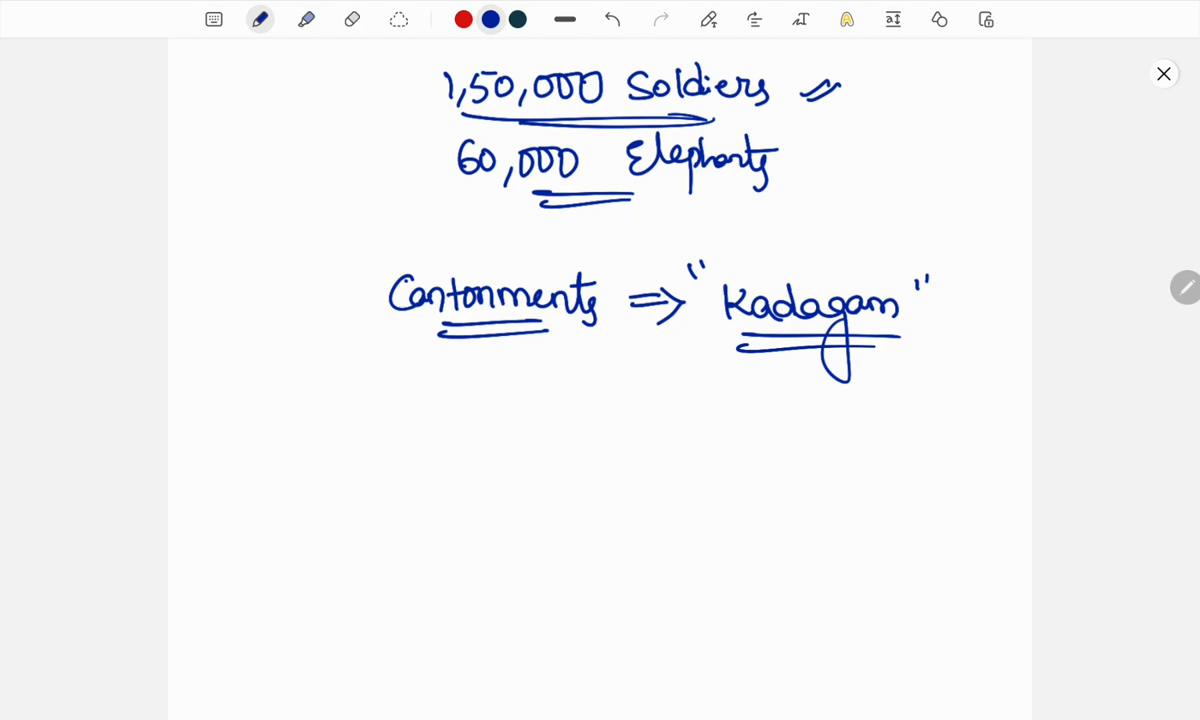 1,50,000 Soldiers
60,000 Elephants
Cantonments ⇒ "Kadagam"